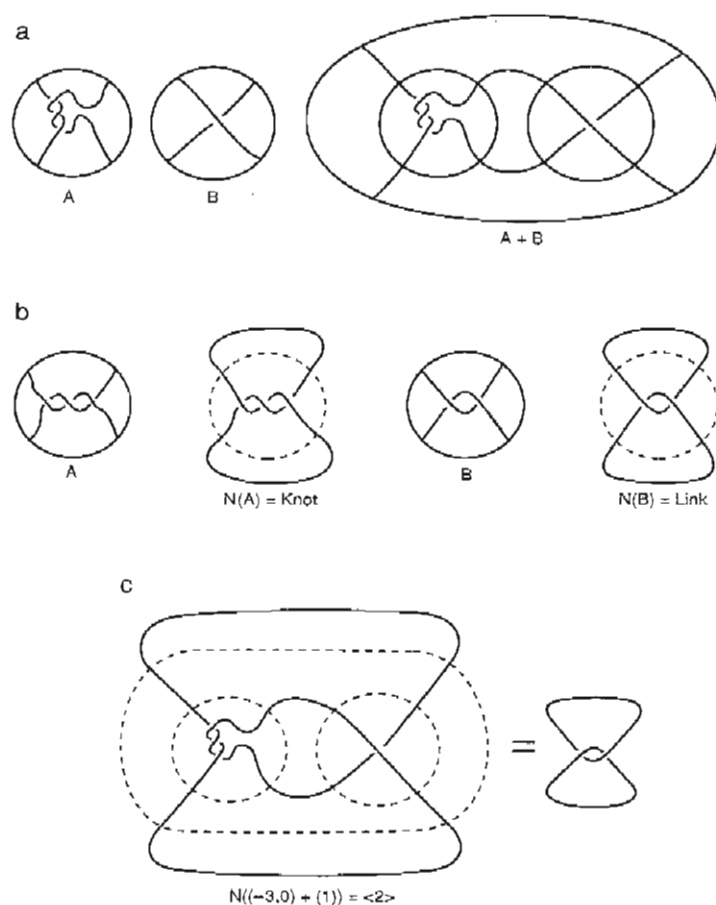 a
A
B
A + B
b
A
N(A) = Knot
B
N(B) = Link
c
=
N((−3,0) + (1)) = <2>